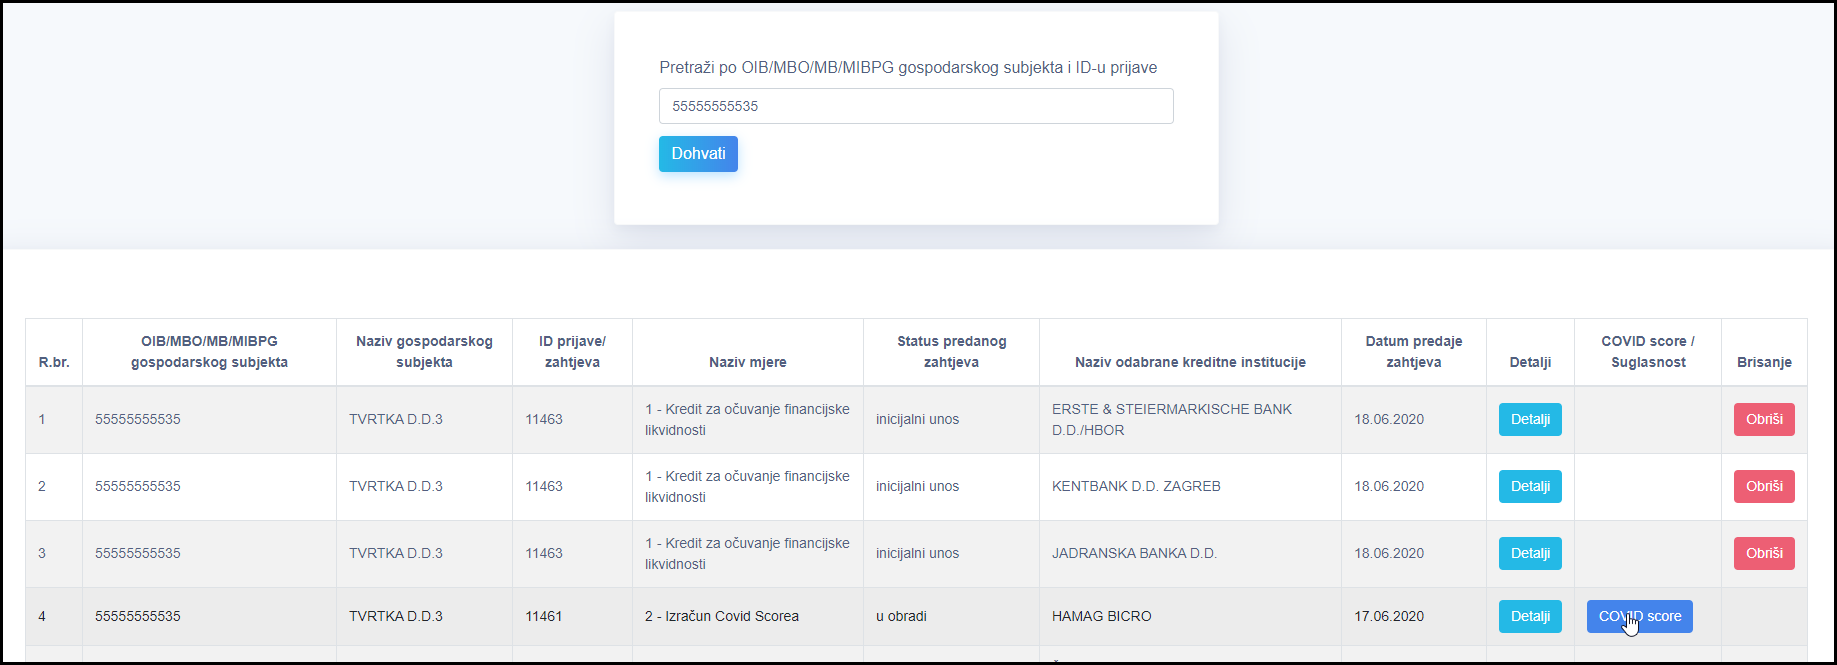 Pretraži po OIB/MBO/MB/MIBPG gospodarskog subjekta i ID-u prijave
55555555535
Dohvati
R.br. OIB/MBO/MB/MIBPG gospodarskog subjekta Naziv gospodarskog subjekta ID prijave/ zahtjeva Naziv mjere Status predanog zahtjeva Naziv odabrane kreditne institucije Datum predaje zahtjeva Detalji COVID score / Suglasnost Brisanje
1 55555555535 TVRTKA D.D.3 11463 1 - Kredit za očuvanje financijske likvidnosti inicijalni unos ERSTE & STEIERMARKISCHE BANK D.D./HBOR 18.06.2020 Detalji Obriši
2 55555555535 TVRTKA D.D.3 11463 1 - Kredit za očuvanje financijske likvidnosti inicijalni unos KENTBANK D.D. ZAGREB 18.06.2020 Detalji Obriši
3 55555555535 TVRTKA D.D.3 11463 1 - Kredit za očuvanje financijske likvidnosti inicijalni unos JADRANSKA BANKA D.D. 18.06.2020 Detalji Obriši
4 55555555535 TVRTKA D.D.3 11461 2 - Izračun Covid Scorea u obradi HAMAG BICRO 17.06.2020 Detalji COVID score